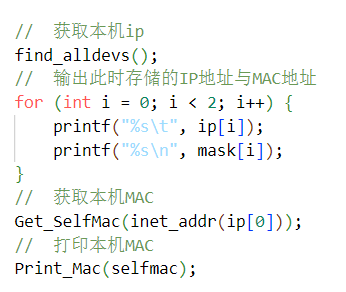 //  获取本机ip
find_alldevs();
//  输出此时存储的IP地址与MAC地址
for (int i = 0; i < 2; i++) {
    printf("%s\t", ip[i]);
    printf("%s\n", mask[i]);
}
//  获取本机MAC
Get_SelfMac(inet_addr(ip[0]));
//  打印本机MAC
Print_Mac(selfmac);